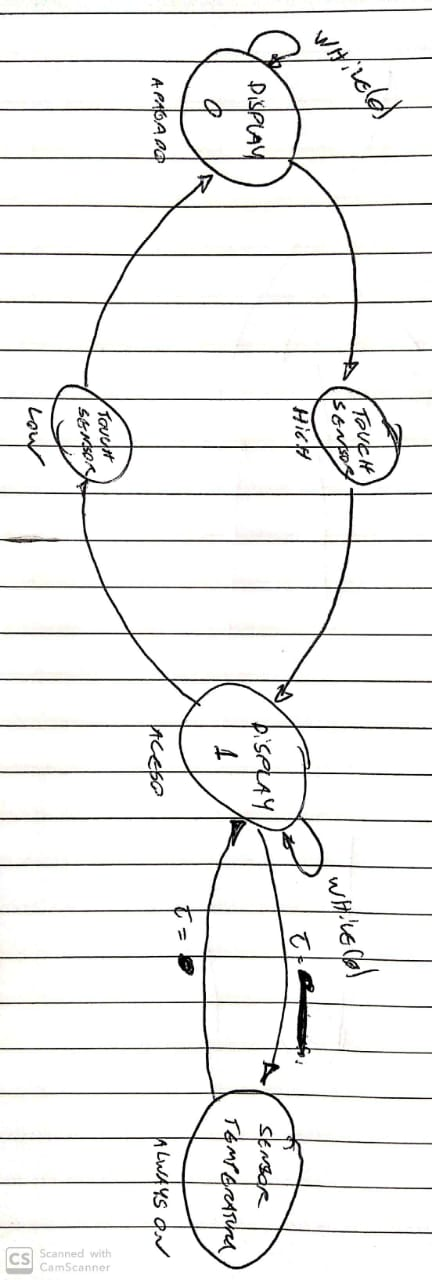 WHILE(0)
DISPLAY
0
APAGADO
TOUCH
SENSOR
HIGH
TOUCH
SENSOR
LOW
DISPLAY
1
ACESO
WHILE(0)
τ =
τ =
SENSOR
TEMPERATURA
ALWAYS ON
CS
Scanned with
CamScanner